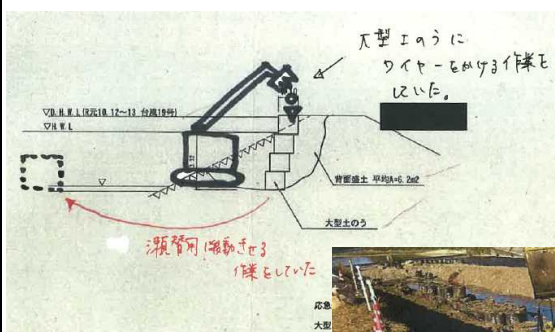 大型土のうに
ワイヤーをかける作業を
していた。
▽D.H.W.L(R元10.12~13 台風19号)
▽H.W.L
背面盛土 平均A=6.2m2
大型土のう
瀬替用に移動させる
作業をしていた
応急
大型